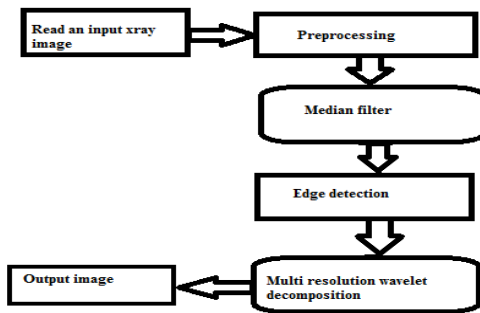 Read an input xray
image
Preprocessing
Median filter
Edge detection
Multi resolution wavelet
decomposition
Output image